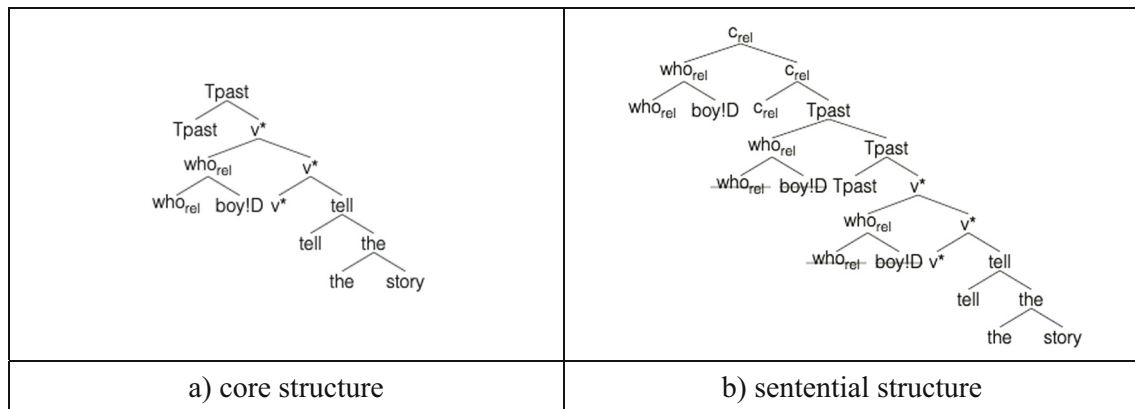 Tpast
Tpast v*
who_rel v*
who_rel boy!D v* tell
tell the
the story
a) core structure
c_rel
who_rel c_rel
who_rel boy!D c_rel Tpast
who_rel Tpast
who_rel boy!D Tpast v*
who_rel v*
who_rel boy!D v* tell
tell the
the story
b) sentential structure